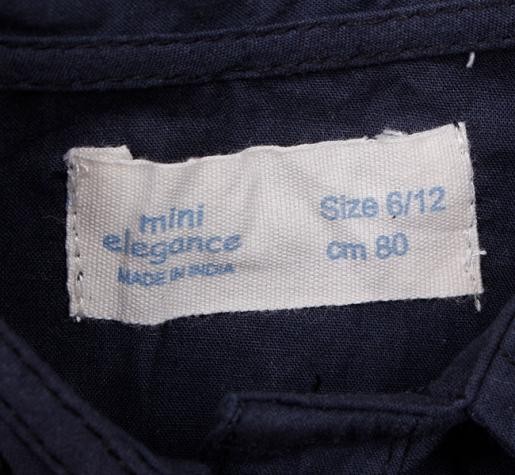 mini
elegance
MADE IN INDIA
Size 6/12
cm 80